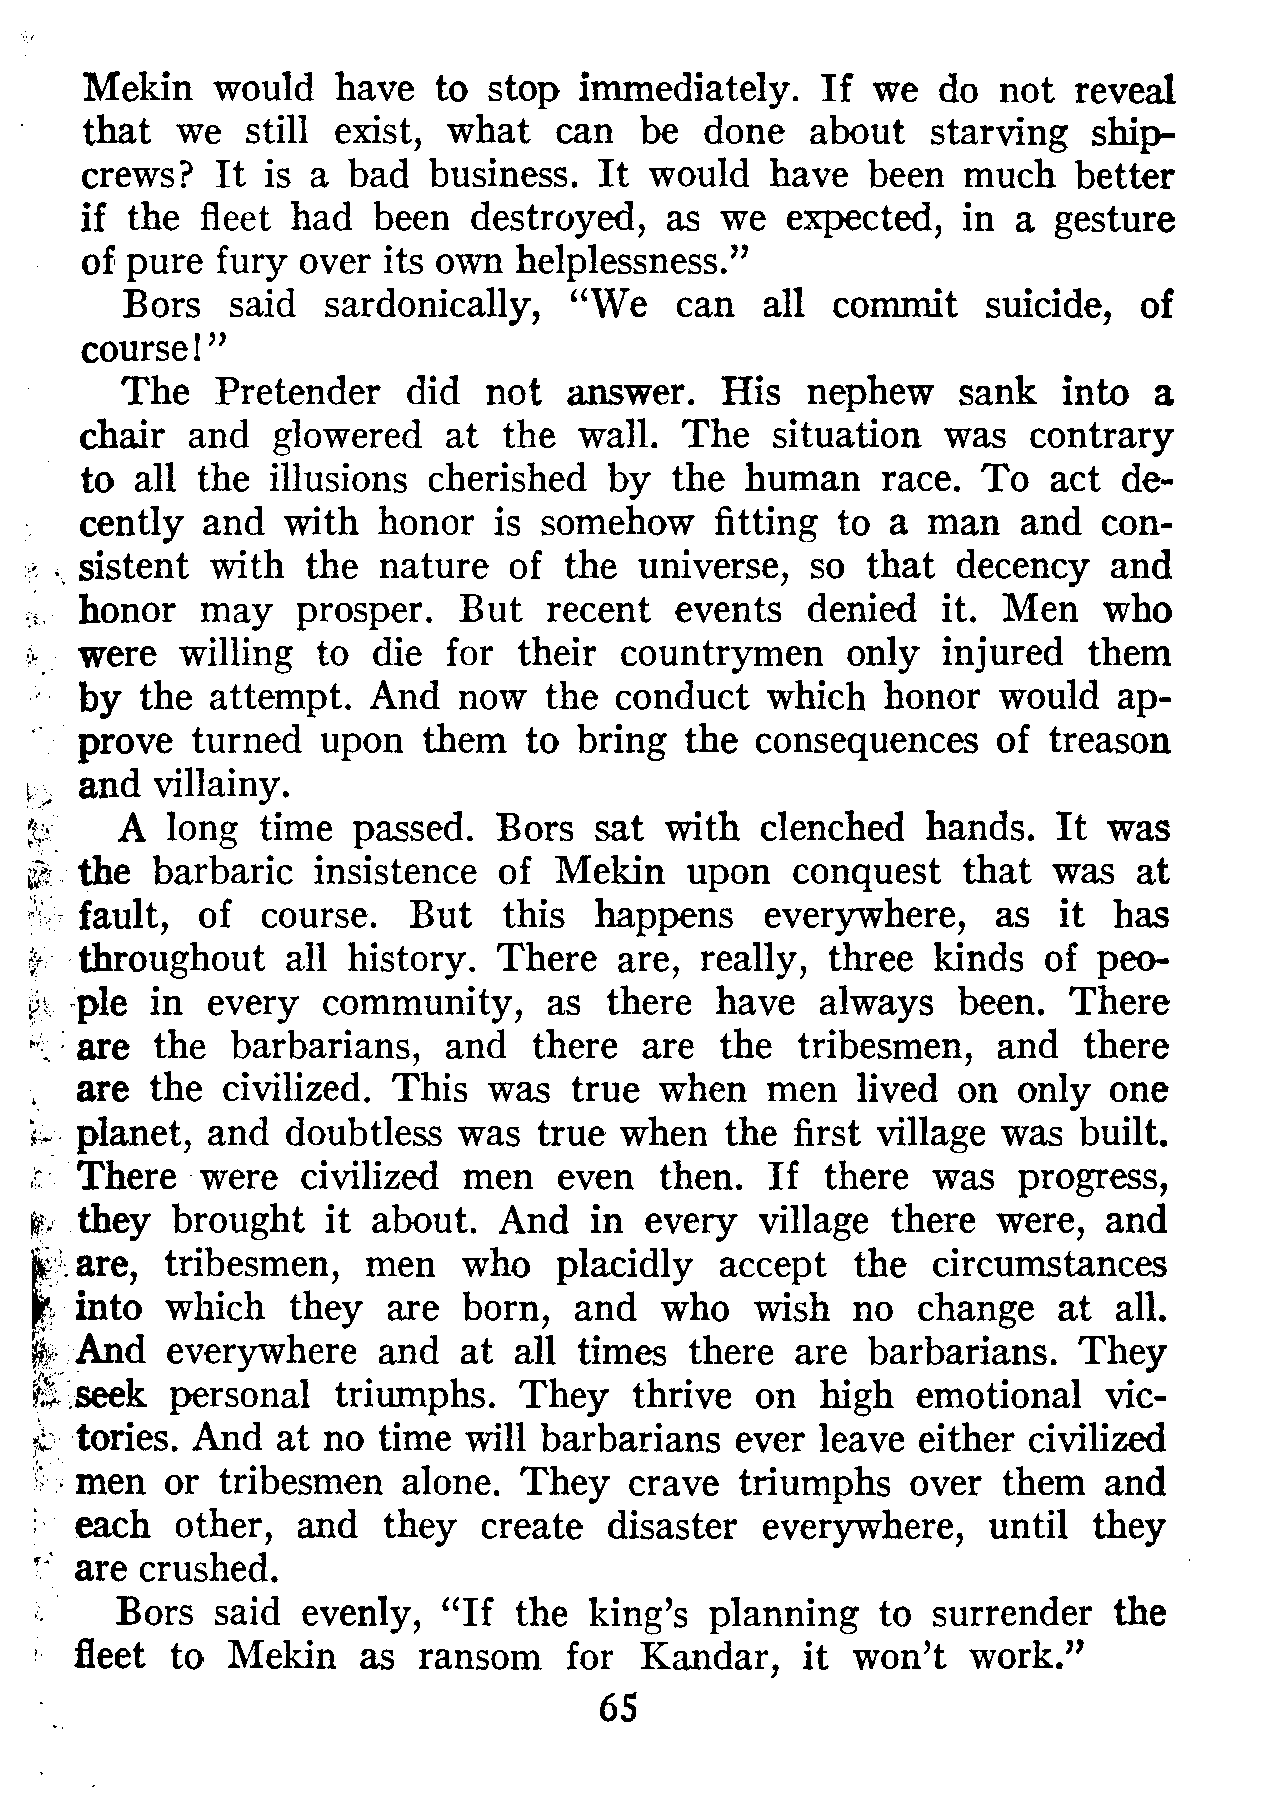 Mekin would have to stop immediately. If we do not reveal
that we still exist, what can be done about starving ship-
crews? It is a bad business. It would have been much better
if the fleet had been destroyed, as we expected, in a gesture
of pure fury over its own helplessness."
Bors said sardonically, "We can all commit suicide, of
course!"
The Pretender did not answer. His nephew sank into a
chair and glowered at the wall. The situation was contrary
to all the illusions cherished by the human race. To act de-
cently and with honor is somehow fitting to a man and con-
sistent with the nature of the universe, so that decency and
honor may prosper. But recent events denied it. Men who
were willing to die for their countrymen only injured them
by the attempt. And now the conduct which honor would ap-
prove turned upon them to bring the consequences of treason
and villainy.
A long time passed. Bors sat with clenched hands. It was
the barbaric insistence of Mekin upon conquest that was at
fault, of course. But this happens everywhere, as it has
throughout all history. There are, really, three kinds of peo-
ple in every community, as there have always been. There
are the barbarians, and there are the tribesmen, and there
are the civilized. This was true when men lived on only one
planet, and doubtless was true when the first village was built.
There were civilized men even then. If there was progress,
they brought it about. And in every village there were, and
are, tribesmen, men who placidly accept the circumstances
into which they are born, and who wish no change at all.
And everywhere and at all times there are barbarians. They
seek personal triumphs. They thrive on high emotional vic-
tories. And at no time will barbarians ever leave either civilized
men or tribesmen alone. They crave triumphs over them and
each other, and they create disaster everywhere, until they
are crushed.
Bors said evenly, "If the king's planning to surrender the
fleet to Mekin as ransom for Kandar, it won't work."
65